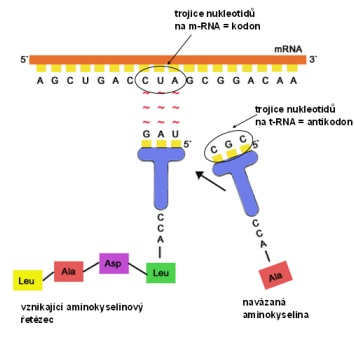 trojice nukleotidů
na m-RNA = kodon
mRNA
5' 3'
A G C U G A C C U A G C G G A C A A
trojice nukleotidů
na t-RNA = antikodon
~ ~ ~
~ ~ ~
~ ~ ~
G A U 5'
C G C 5'
C C A
C C A
Leu Ala Asp Leu
Ala
vznikající aminokyselinový
řetězec
navázaná
aminokyselina